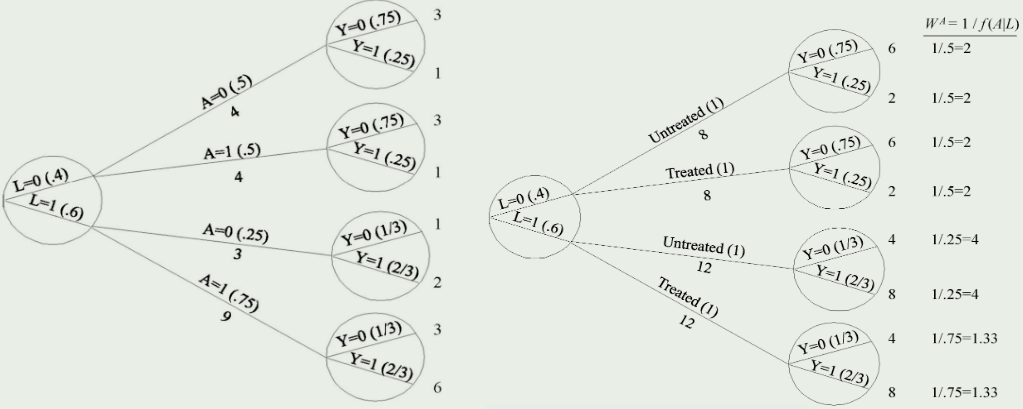 Y=0 (.75) 3
Y=1 (.25) 1
A=0 (.5)
4
Y=0 (.75) 3
Y=1 (.25) 1
A=1 (.5)
4
L=0 (.4)
L=1 (.6)
A=0 (.25)
3
Y=0 (1/3) 1
Y=1 (2/3) 2
A=1 (.75)
9
Y=0 (1/3) 3
Y=1 (2/3) 6
W^A = 1 / f(A|L)
Y=0 (.75) 6 1/.5=2
Y=1 (.25) 2 1/.5=2
Untreated (1)
8
Y=0 (.75) 6 1/.5=2
Y=1 (.25) 2 1/.5=2
Treated (1)
8
L=0 (.4)
L=1 (.6)
Untreated (1)
12
Y=0 (1/3) 4 1/.25=4
Y=1 (2/3) 8 1/.25=4
Treated (1)
12
Y=0 (1/3) 4 1/.75=1.33
Y=1 (2/3) 8 1/.75=1.33